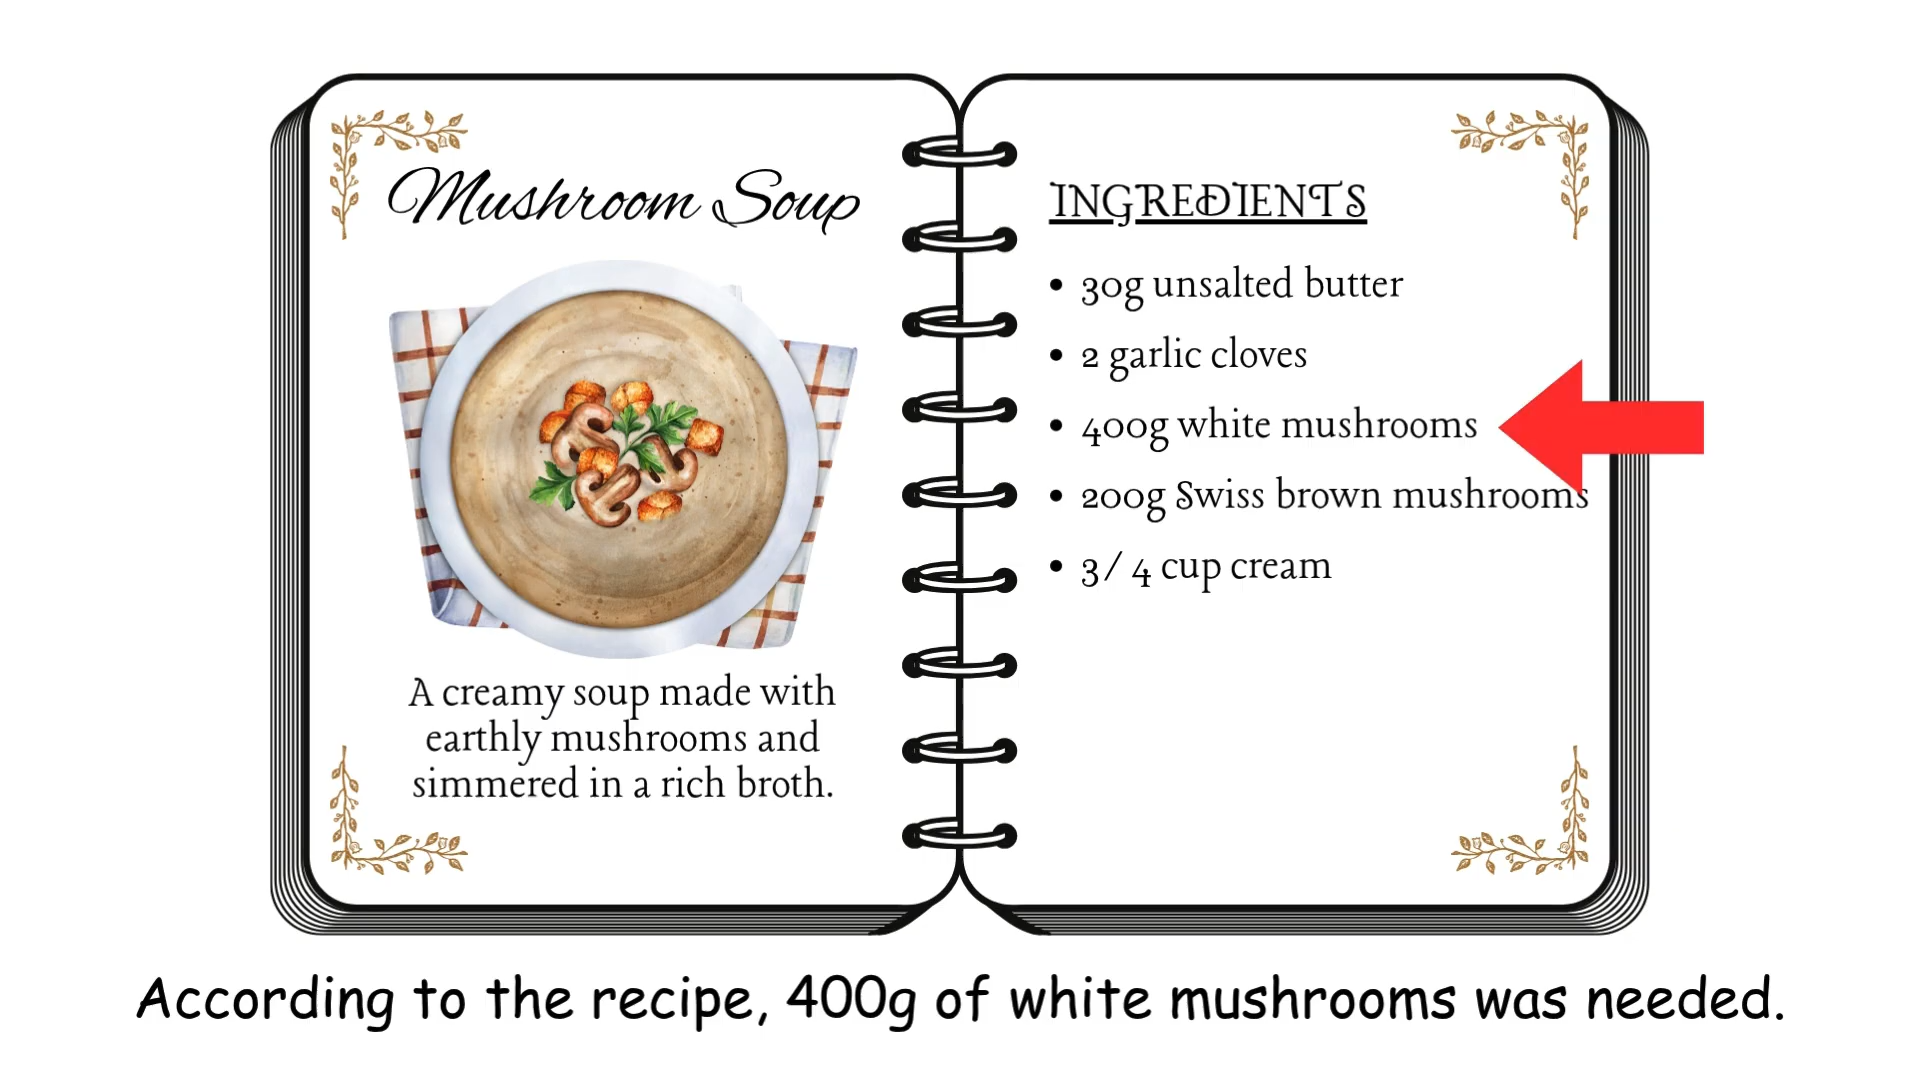 Mushroom Soup
A creamy soup made with
earthly mushrooms and
simmered in a rich broth.
INGREDIENTS
• 30g unsalted butter
• 2 garlic cloves
• 400g white mushrooms
• 200g Swiss brown mushrooms
• 3/4 cup cream
According to the recipe, 400g of white mushrooms was needed.